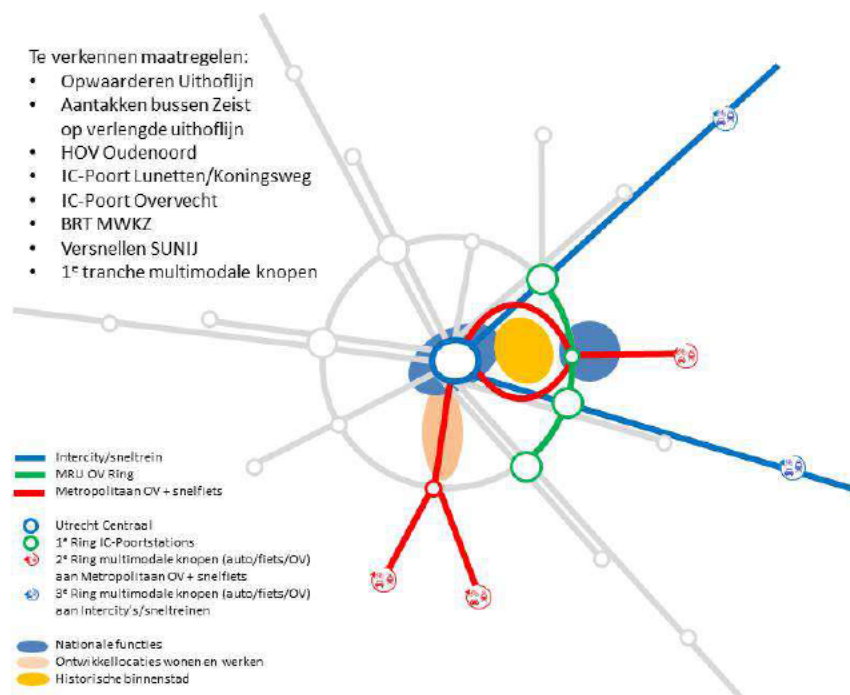 Te verkennen maatregelen:
• Opwaarderen Uithoflijn
• Aantakken bussen Zeist
op verlengde uithoflijn
• HOV Oudenoord
• IC-Poort Lunetten/Koningsweg
• IC-Poort Overvecht
• BRT MWKZ
• Versnellen SUNIJ
• 1e tranche multimodale knopen
Intercity/sneltrein
MRU OV Ring
Metropolitaan OV + snelfiets
Utrecht Centraal
1e Ring IC-Poortstations
2e Ring multimodale knopen (auto/fiets/OV)
aan Metropolitaan OV + snelfiets
3e Ring multimodale knopen (auto/fiets/OV)
aan Intercity's/sneltreinen
Nationale functies
Ontwikkellocaties wonen en werken
Historische binnenstad